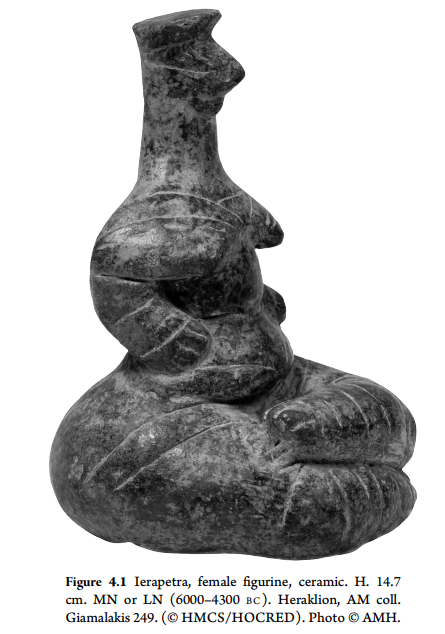 Figure 4.1 Ierapetra, female figurine, ceramic. H. 14.7
cm. MN or LN (6000–4300 BC). Heraklion, AM coll.
Giamalakis 249. (© HMCS/HOCRED). Photo © AMH.